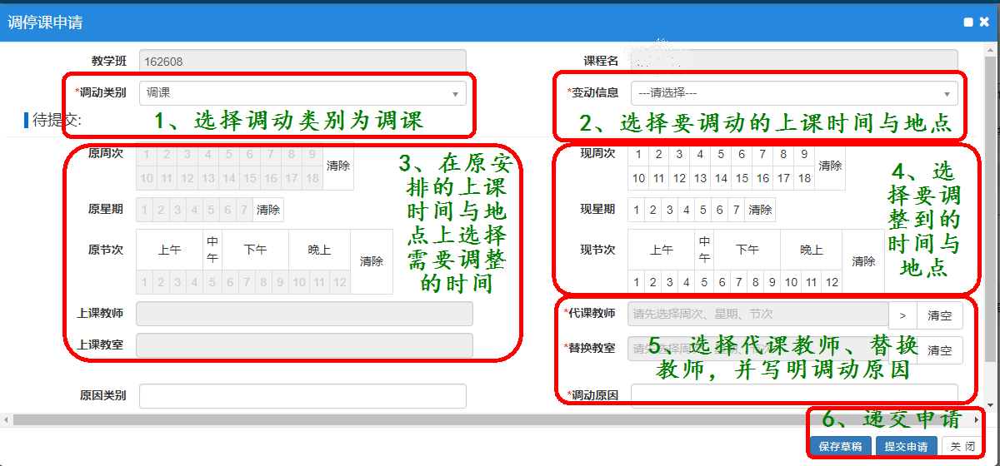 调停课申请
教学班 162608 课程名
*调动类别 调课 *变动信息 ---请选择---
待提交: 1、选择调动类别为调课 2、选择要调动的上课时间与地点
原周次 1 2 3 4 5 6 7 8 9 清除
10 11 12 13 14 15 16 17 18
原星期 1 2 3 4 5 6 7 清除
原节次 上午 中午 下午 晚上 清除
1 2 3 4 5 6 7 8 9 10 11 12
上课教师
上课教室
3、在原安
排的上课
时间与地
点上选择
需要调整
的时间
现周次 1 2 3 4 5 6 7 8 9 清除
10 11 12 13 14 15 16 17 18
现星期 1 2 3 4 5 6 7 清除
现节次 上午 中午 下午 晚上 清除
1 2 3 4 5 6 7 8 9 10 11 12
4、选
择要调
整到的
时间与
地点
*代课教师 请先选择周次、星期、节次 > 清空
*替换教室 清空
5、选择代课教师、替换
教师，并写明调动原因
原因类别 *调动原因
6、递交申请
保存草稿 提交申请 关 闭